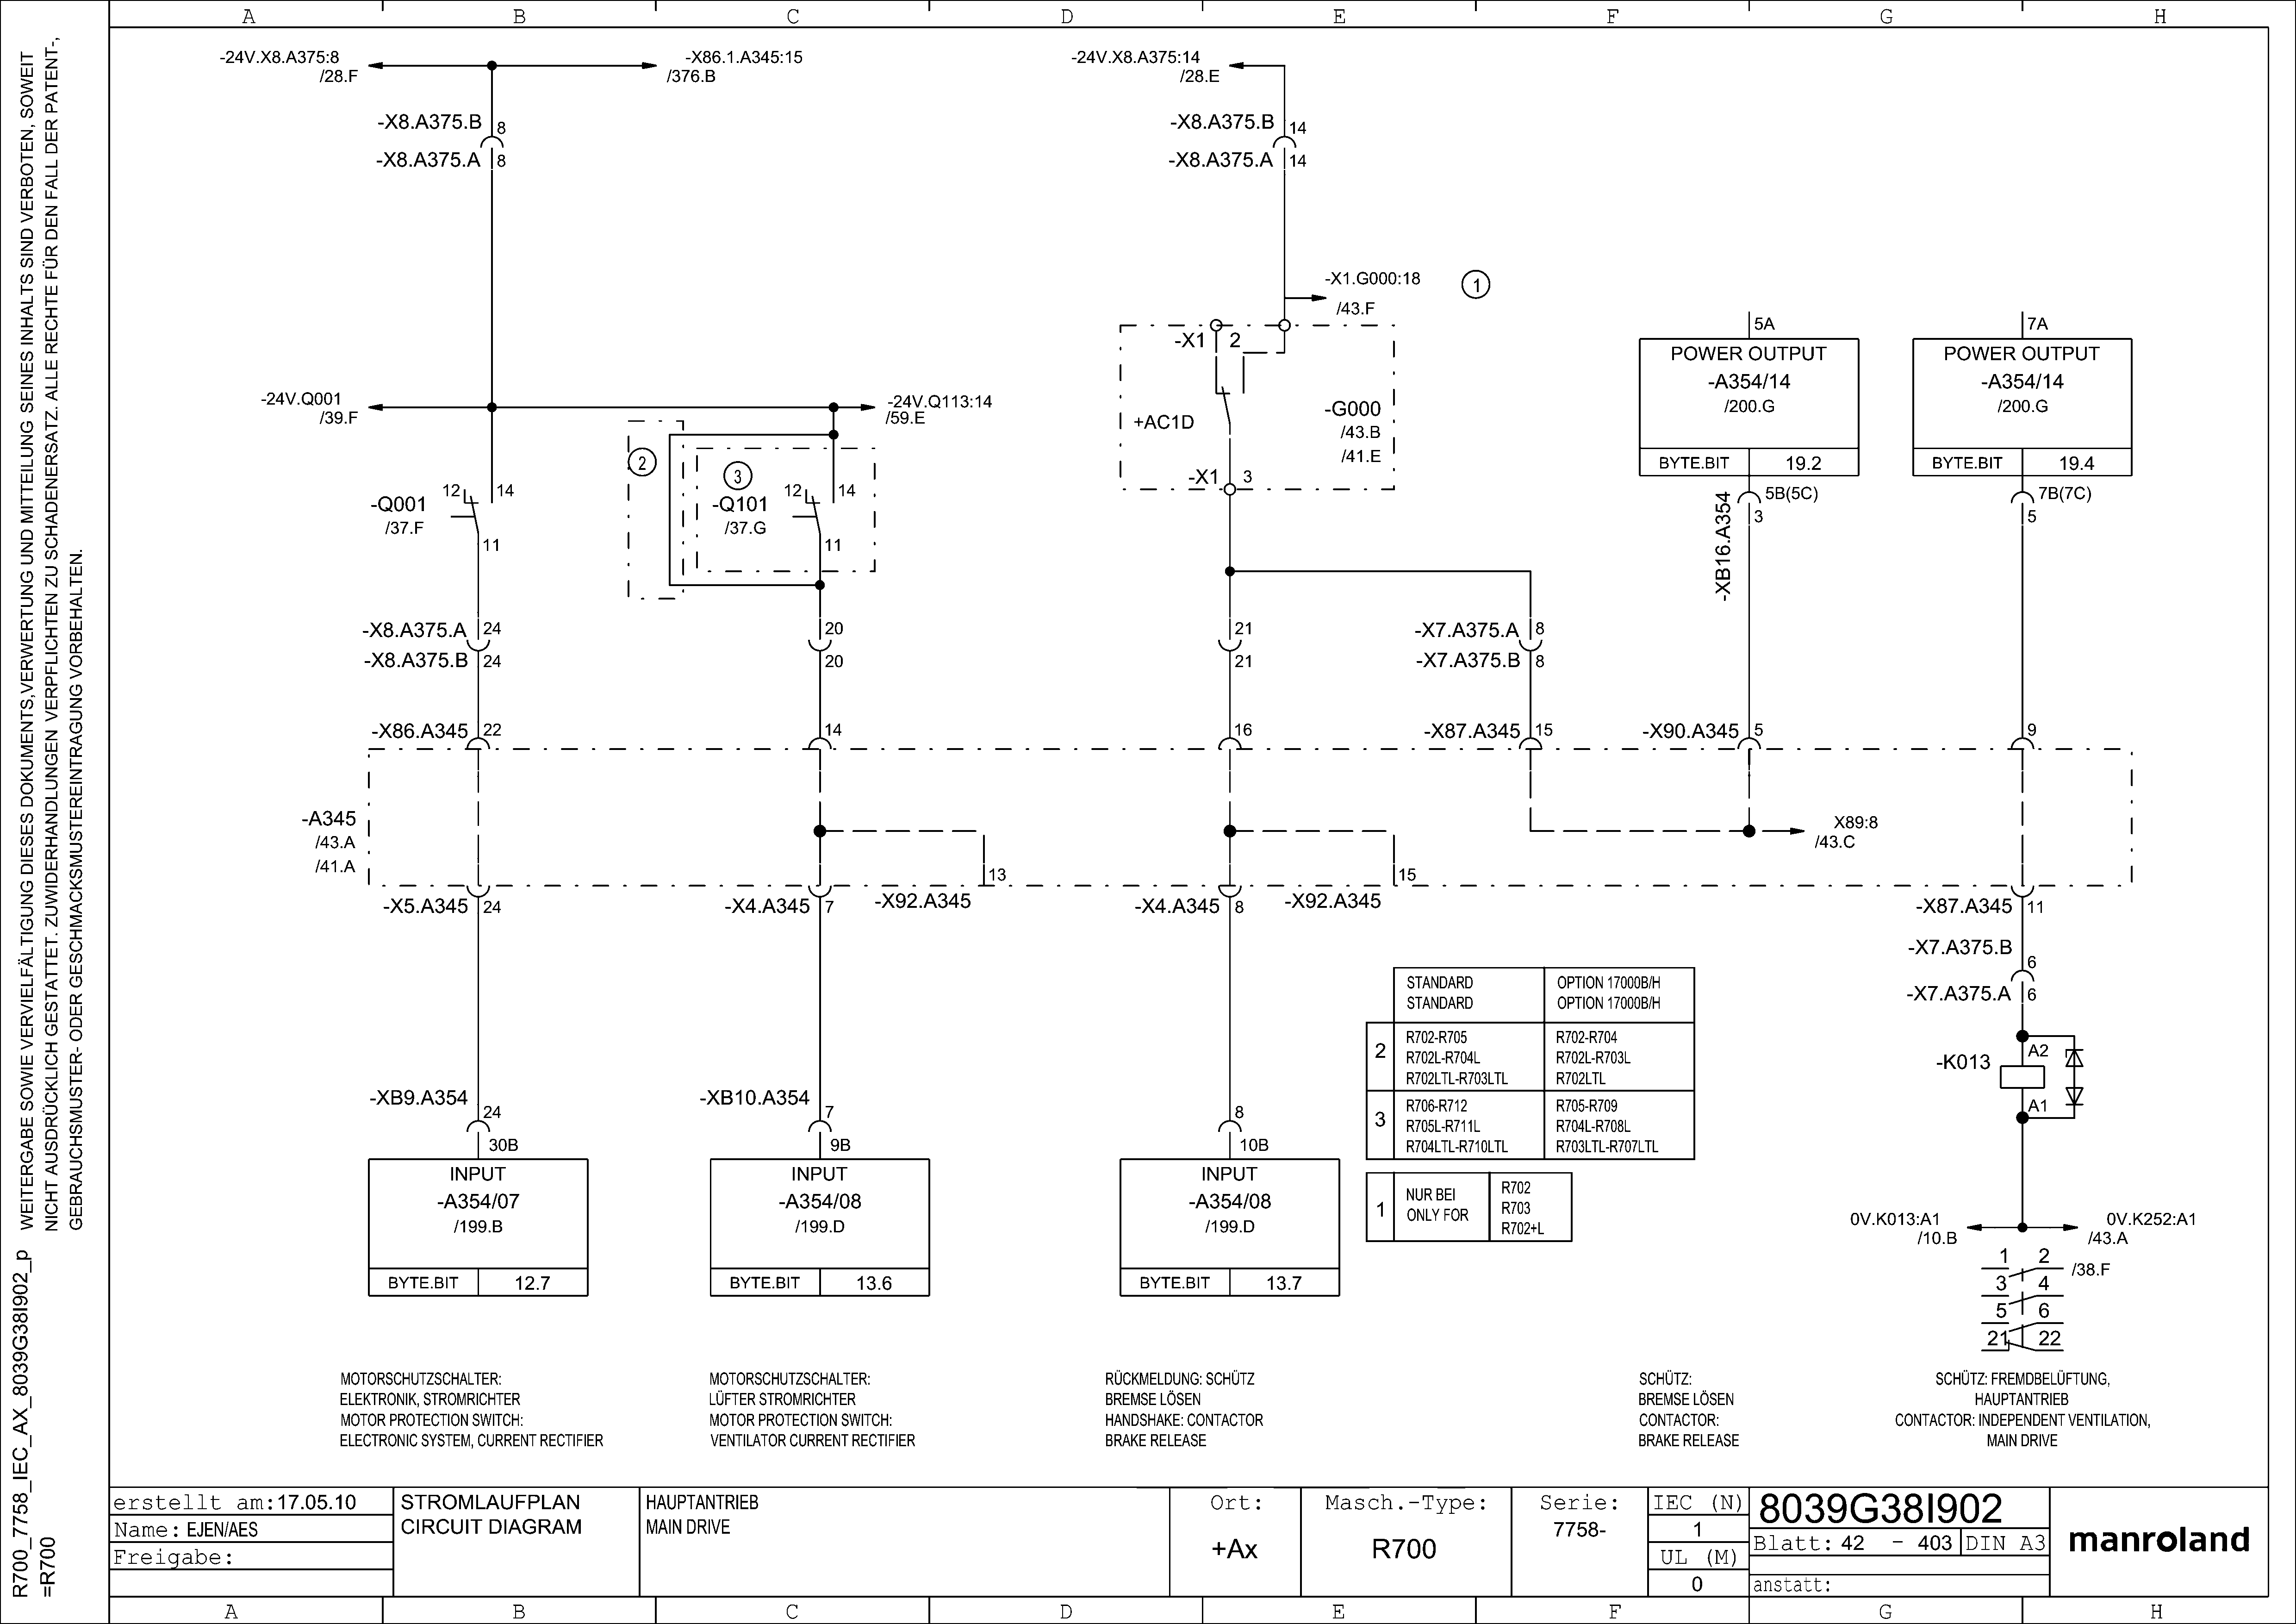 A B C D E F G H
-24V.X8.A375:8
/28.F
-X86.1.A345:15
/376.B
-24V.X8.A375:14
/28.E
-X8.A375.B 8
-X8.A375.A 8
-X8.A375.B 14
-X8.A375.A 14
-X1.G000:18
/43.F
1
-24V.Q001
/39.F
-24V.Q113:14
/59.E
-X1 2
+AC1D
-G000
/43.B
/41.E
-X1 3
5A
POWER OUTPUT
-A354/14
/200.G
BYTE.BIT 19.2
5B(5C)
3
-XB16.A354
7A
POWER OUTPUT
-A354/14
/200.G
BYTE.BIT 19.4
7B(7C)
5
2
3
12 14
-Q001
/37.F
11
12 14
-Q101
/37.G
11
-X8.A375.A 24
-X8.A375.B 24
20
20
21
21
-X7.A375.A 8
-X7.A375.B 8
-X86.A345 22
14
16
-X87.A345 15
-X90.A345 5
9
-A345
/43.A
/41.A
X89:8
/43.C
13
15
-X5.A345 24
-X4.A345 7
-X92.A345
-X4.A345 8
-X92.A345
-X87.A345 11
-X7.A375.B
6
-X7.A375.A 6
-K013
A2
A1
STANDARD OPTION 17000B/H
STANDARD OPTION 17000B/H
2
R702-R705 R702-R704
R702L-R704L R702L-R703L
R702LTL-R703LTL R702LTL
3
R706-R712 R705-R709
R705L-R711L R704L-R708L
R704LTL-R710LTL R703LTL-R707LTL
1
NUR BEI
ONLY FOR
R702
R703
R702+L
-XB9.A354
24
30B
INPUT
-A354/07
/199.B
BYTE.BIT 12.7
-XB10.A354
7
9B
INPUT
-A354/08
/199.D
BYTE.BIT 13.6
8
10B
INPUT
-A354/08
/199.D
BYTE.BIT 13.7
0V.K013:A1
/10.B
0V.K252:A1
/43.A
1 2
/38.F
3 4
5 6
21 22
MOTORSCHUTZSCHALTER:
ELEKTRONIK, STROMRICHTER
MOTOR PROTECTION SWITCH:
ELECTRONIC SYSTEM, CURRENT RECTIFIER
MOTORSCHUTZSCHALTER:
LÜFTER STROMRICHTER
MOTOR PROTECTION SWITCH:
VENTILATOR CURRENT RECTIFIER
RÜCKMELDUNG: SCHÜTZ
BREMSE LÖSEN
HANDSHAKE: CONTACTOR
BRAKE RELEASE
SCHÜTZ:
BREMSE LÖSEN
CONTACTOR:
BRAKE RELEASE
SCHÜTZ: FREMDBELÜFTUNG,
HAUPTANTRIEB
CONTACTOR: INDEPENDENT VENTILATION,
MAIN DRIVE
erstellt am:17.05.10
Name: EJEN/AES
Freigabe:
STROMLAUFPLAN
CIRCUIT DIAGRAM
HAUPTANTRIEB
MAIN DRIVE
Ort:
+Ax
Masch.-Type:
R700
Serie:
7758-
IEC (N)
1
UL (M)
0
8039G38I902
Blatt: 42 - 403 DIN A3
anstatt:
manroland
A B C D E F G H
WEITERGABE SOWIE VERVIELFÄLTIGUNG DIESES DOKUMENTS,VERWERTUNG UND MITTEILUNG SEINES INHALTS SIND VERBOTEN, SOWEIT
NICHT AUSDRÜCKLICH GESTATTET. ZUWIDERHANDLUNGEN VERPFLICHTEN ZU SCHADENERSATZ. ALLE RECHTE FÜR DEN FALL DER PATENT-,
GEBRAUCHSMUSTER- ODER GESCHMACKSMUSTEREINTRAGUNG VORBEHALTEN.
R700_7758_IEC_AX_8039G38I902_p
=R700